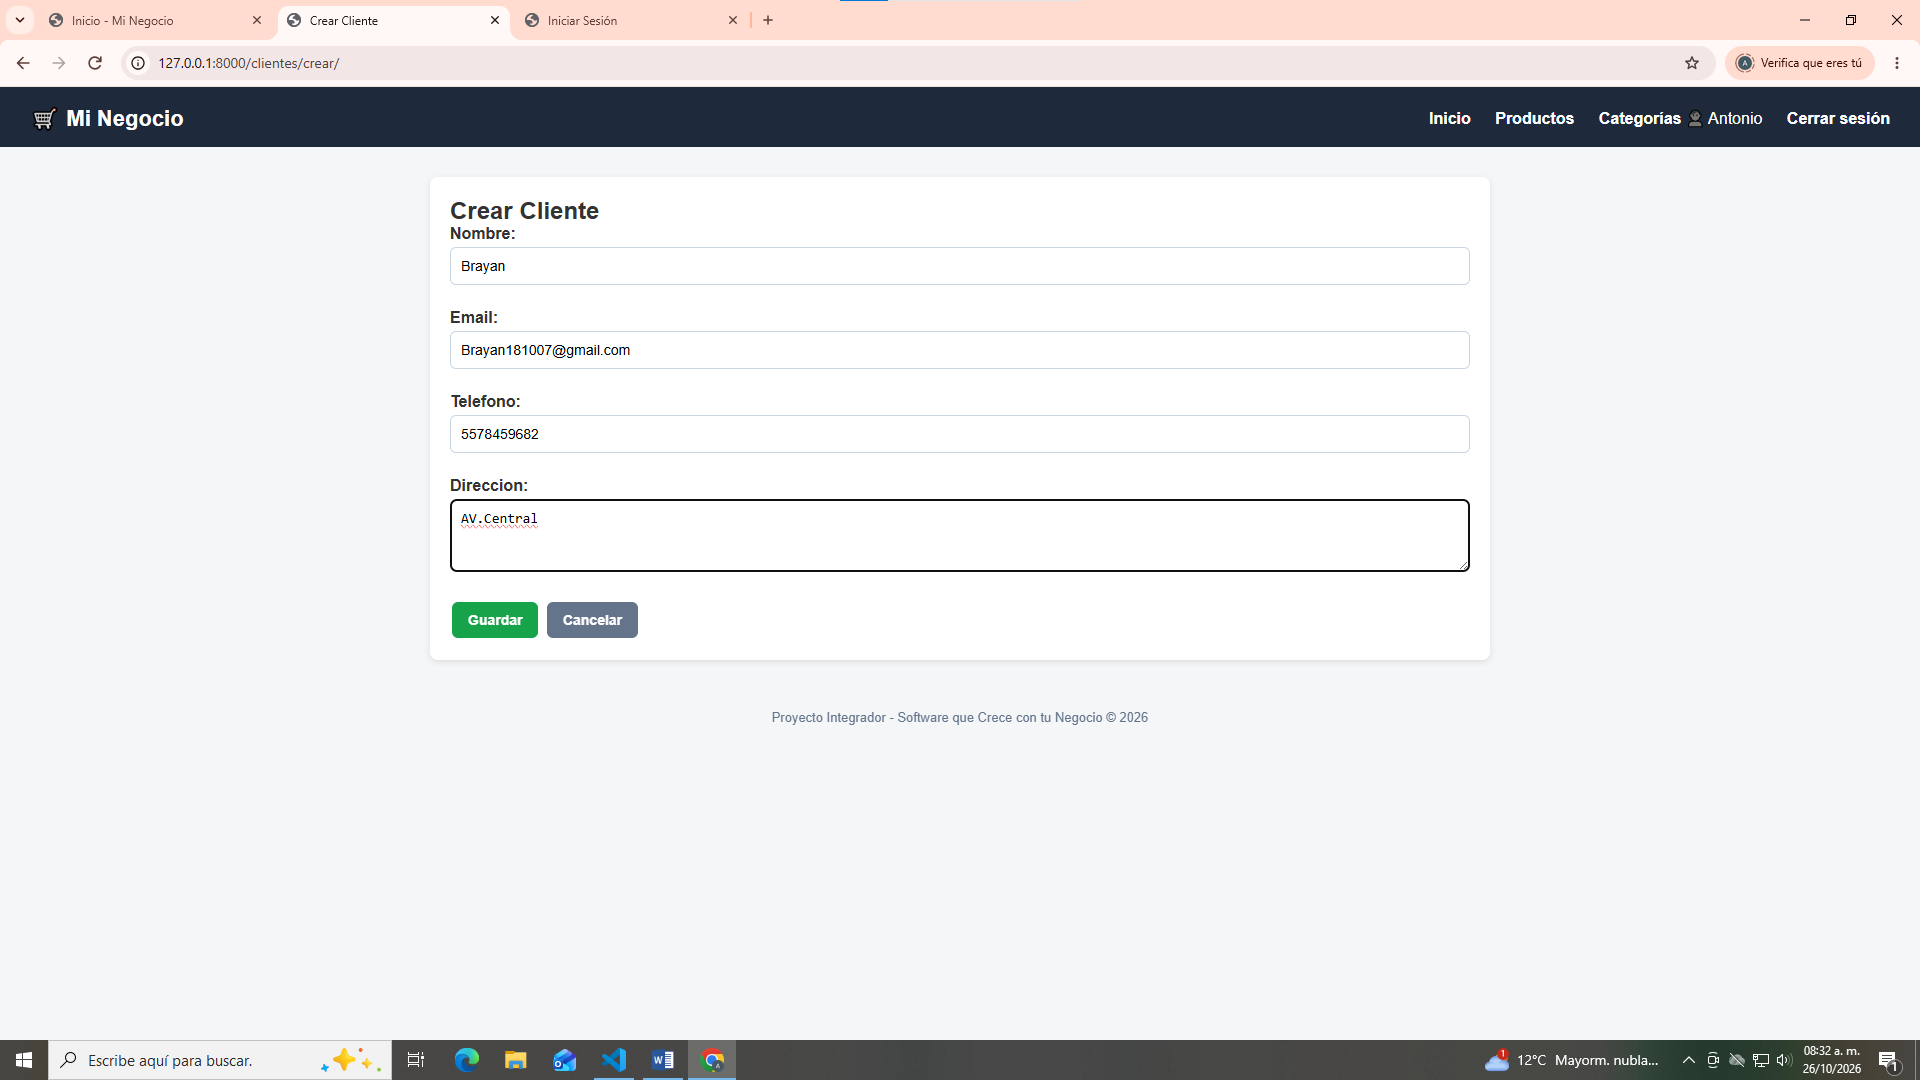 Inicio - Mi Negocio
Crear Cliente
Iniciar Sesión
127.0.0.1:8000/clientes/crear/
Verifica que eres tú
Mi Negocio
Inicio
Productos
Categorías
Antonio
Cerrar sesión
Crear Cliente
Nombre:
Brayan
Email:
Brayan181007@gmail.com
Telefono:
5578459682
Direccion:
AV.Central
Guardar
Cancelar
Proyecto Integrador - Software que Crece con tu Negocio © 2026
Escribe aquí para buscar.
1
12°C Mayorm. nubla...
08:32 a. m.
26/10/2026
1